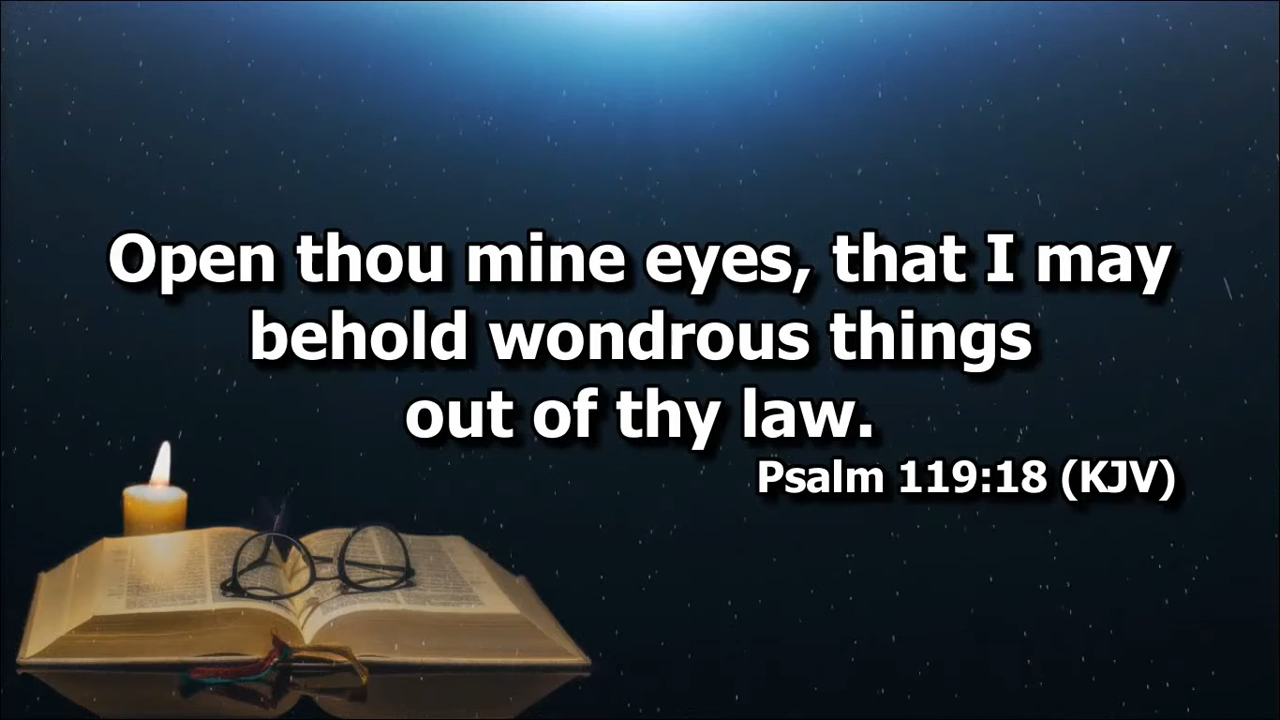 Open thou mine eyes, that I may
behold wondrous things
out of thy law.
Psalm 119:18 (KJV)